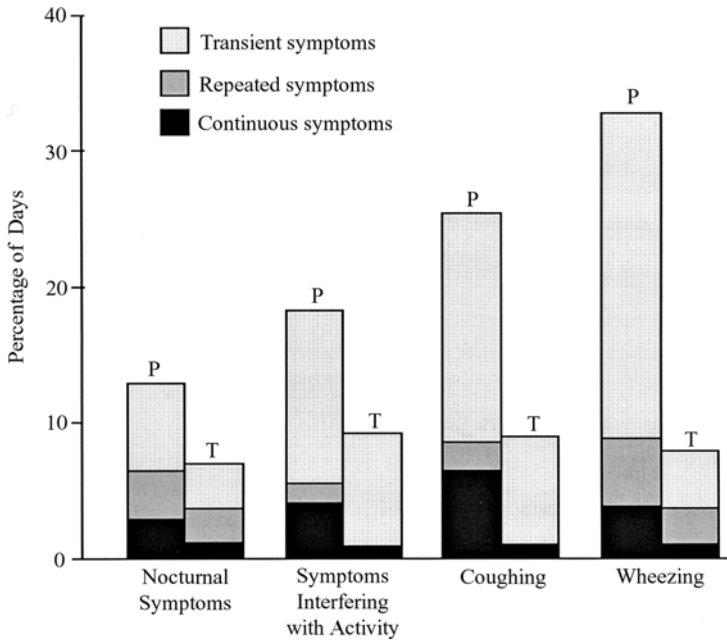 40
Transient symptoms
Repeated symptoms
Continuous symptoms
P
30
P
20
P
P
10
T
T
T
T
0
Percentage of Days
Nocturnal
Symptoms
Symptoms
Interfering
with Activity
Coughing
Wheezing